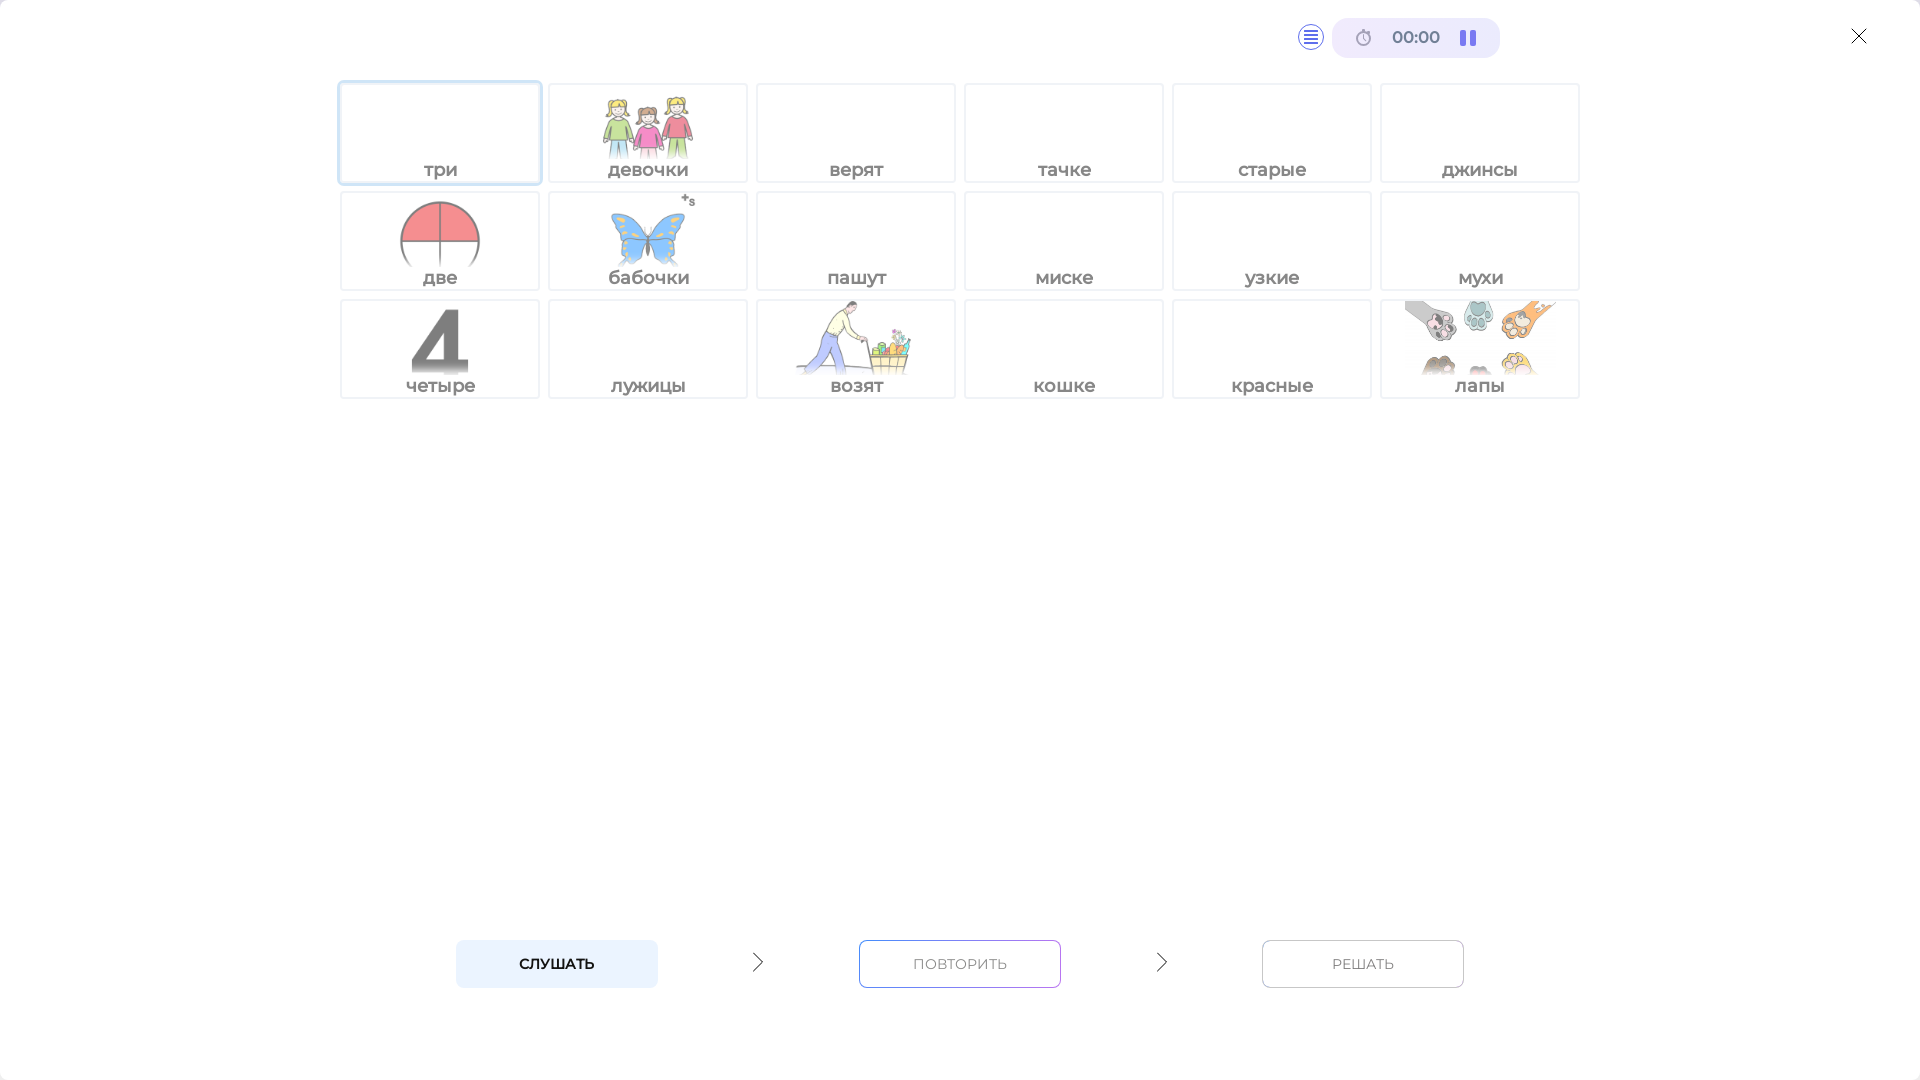 00:00
три девочки верят тачке старые джинсы
+s
две бабочки пашут миске узкие мухи
4
четыре лужицы возят кошке красные лапы
СЛУШАТЬ ПОВТОРИТЬ РЕШАТЬ